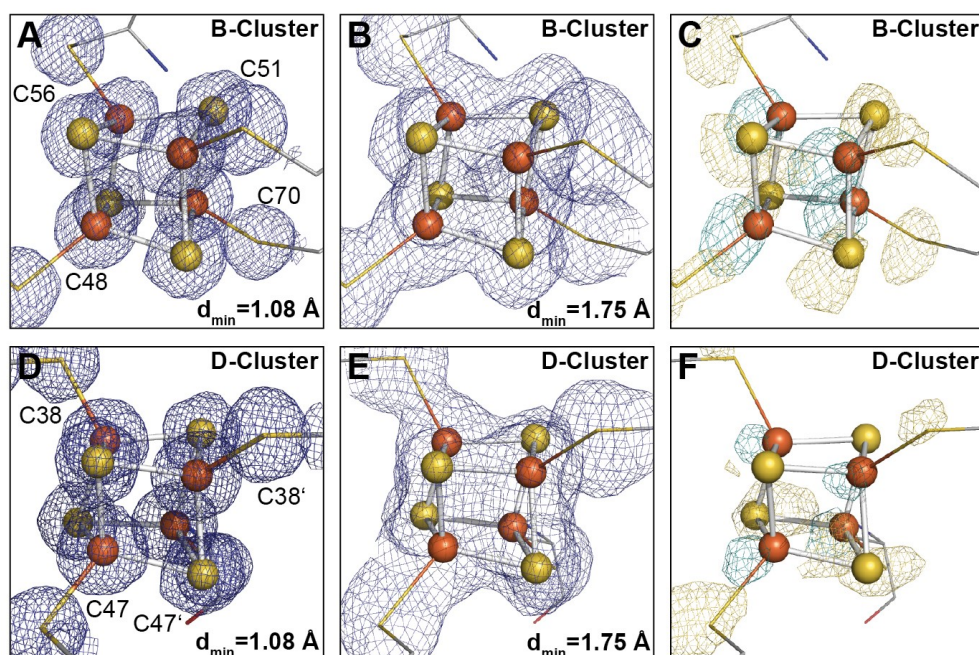 A B-Cluster
C51
C56
C70
C48
dmin=1.08 Å
B B-Cluster
dmin=1.75 Å
C B-Cluster
D D-Cluster
C38
C38‘
C47
C47‘
dmin=1.08 Å
E D-Cluster
dmin=1.75 Å
F D-Cluster